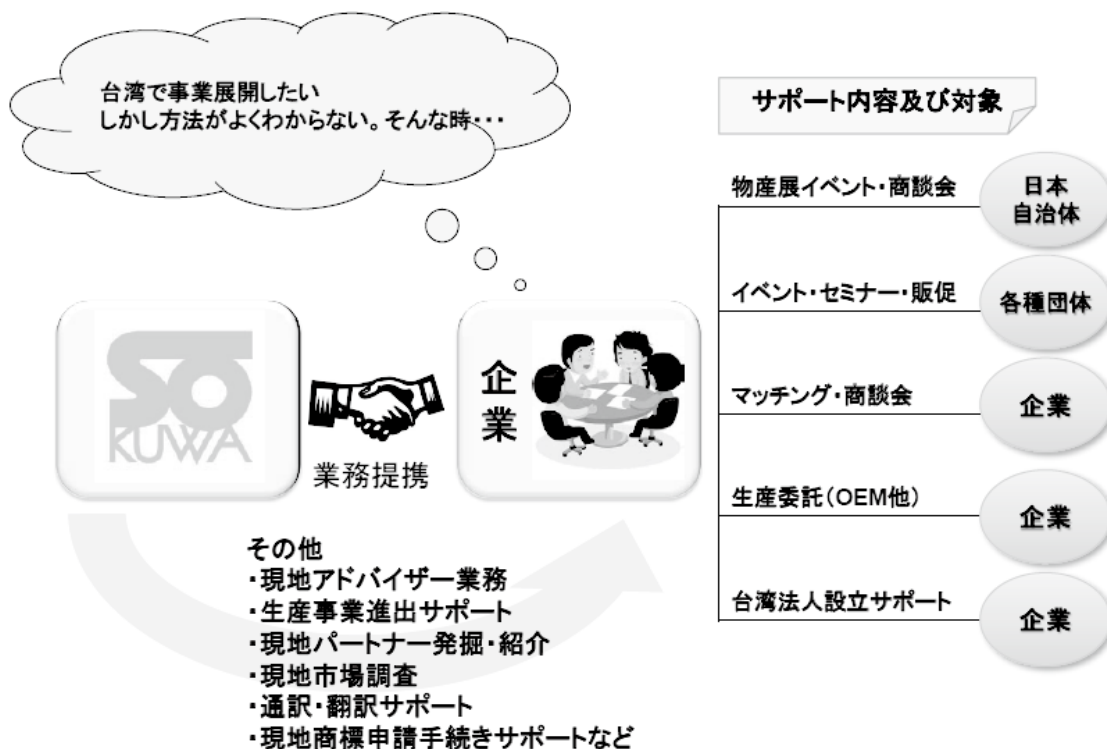 台湾で事業展開したい
しかし方法がよくわからない。そんな時・・・
SO
KUWA
業務提携
企業
その他
・現地アドバイザー業務
・生産事業進出サポート
・現地パートナー発掘・紹介
・現地市場調査
・通訳・翻訳サポート
・現地商標申請手続きサポートなど
サポート内容及び対象
物産展イベント・商談会
日本
自治体
イベント・セミナー・販促
各種団体
マッチング・商談会
企業
生産委託(OEM他)
企業
台湾法人設立サポート
企業